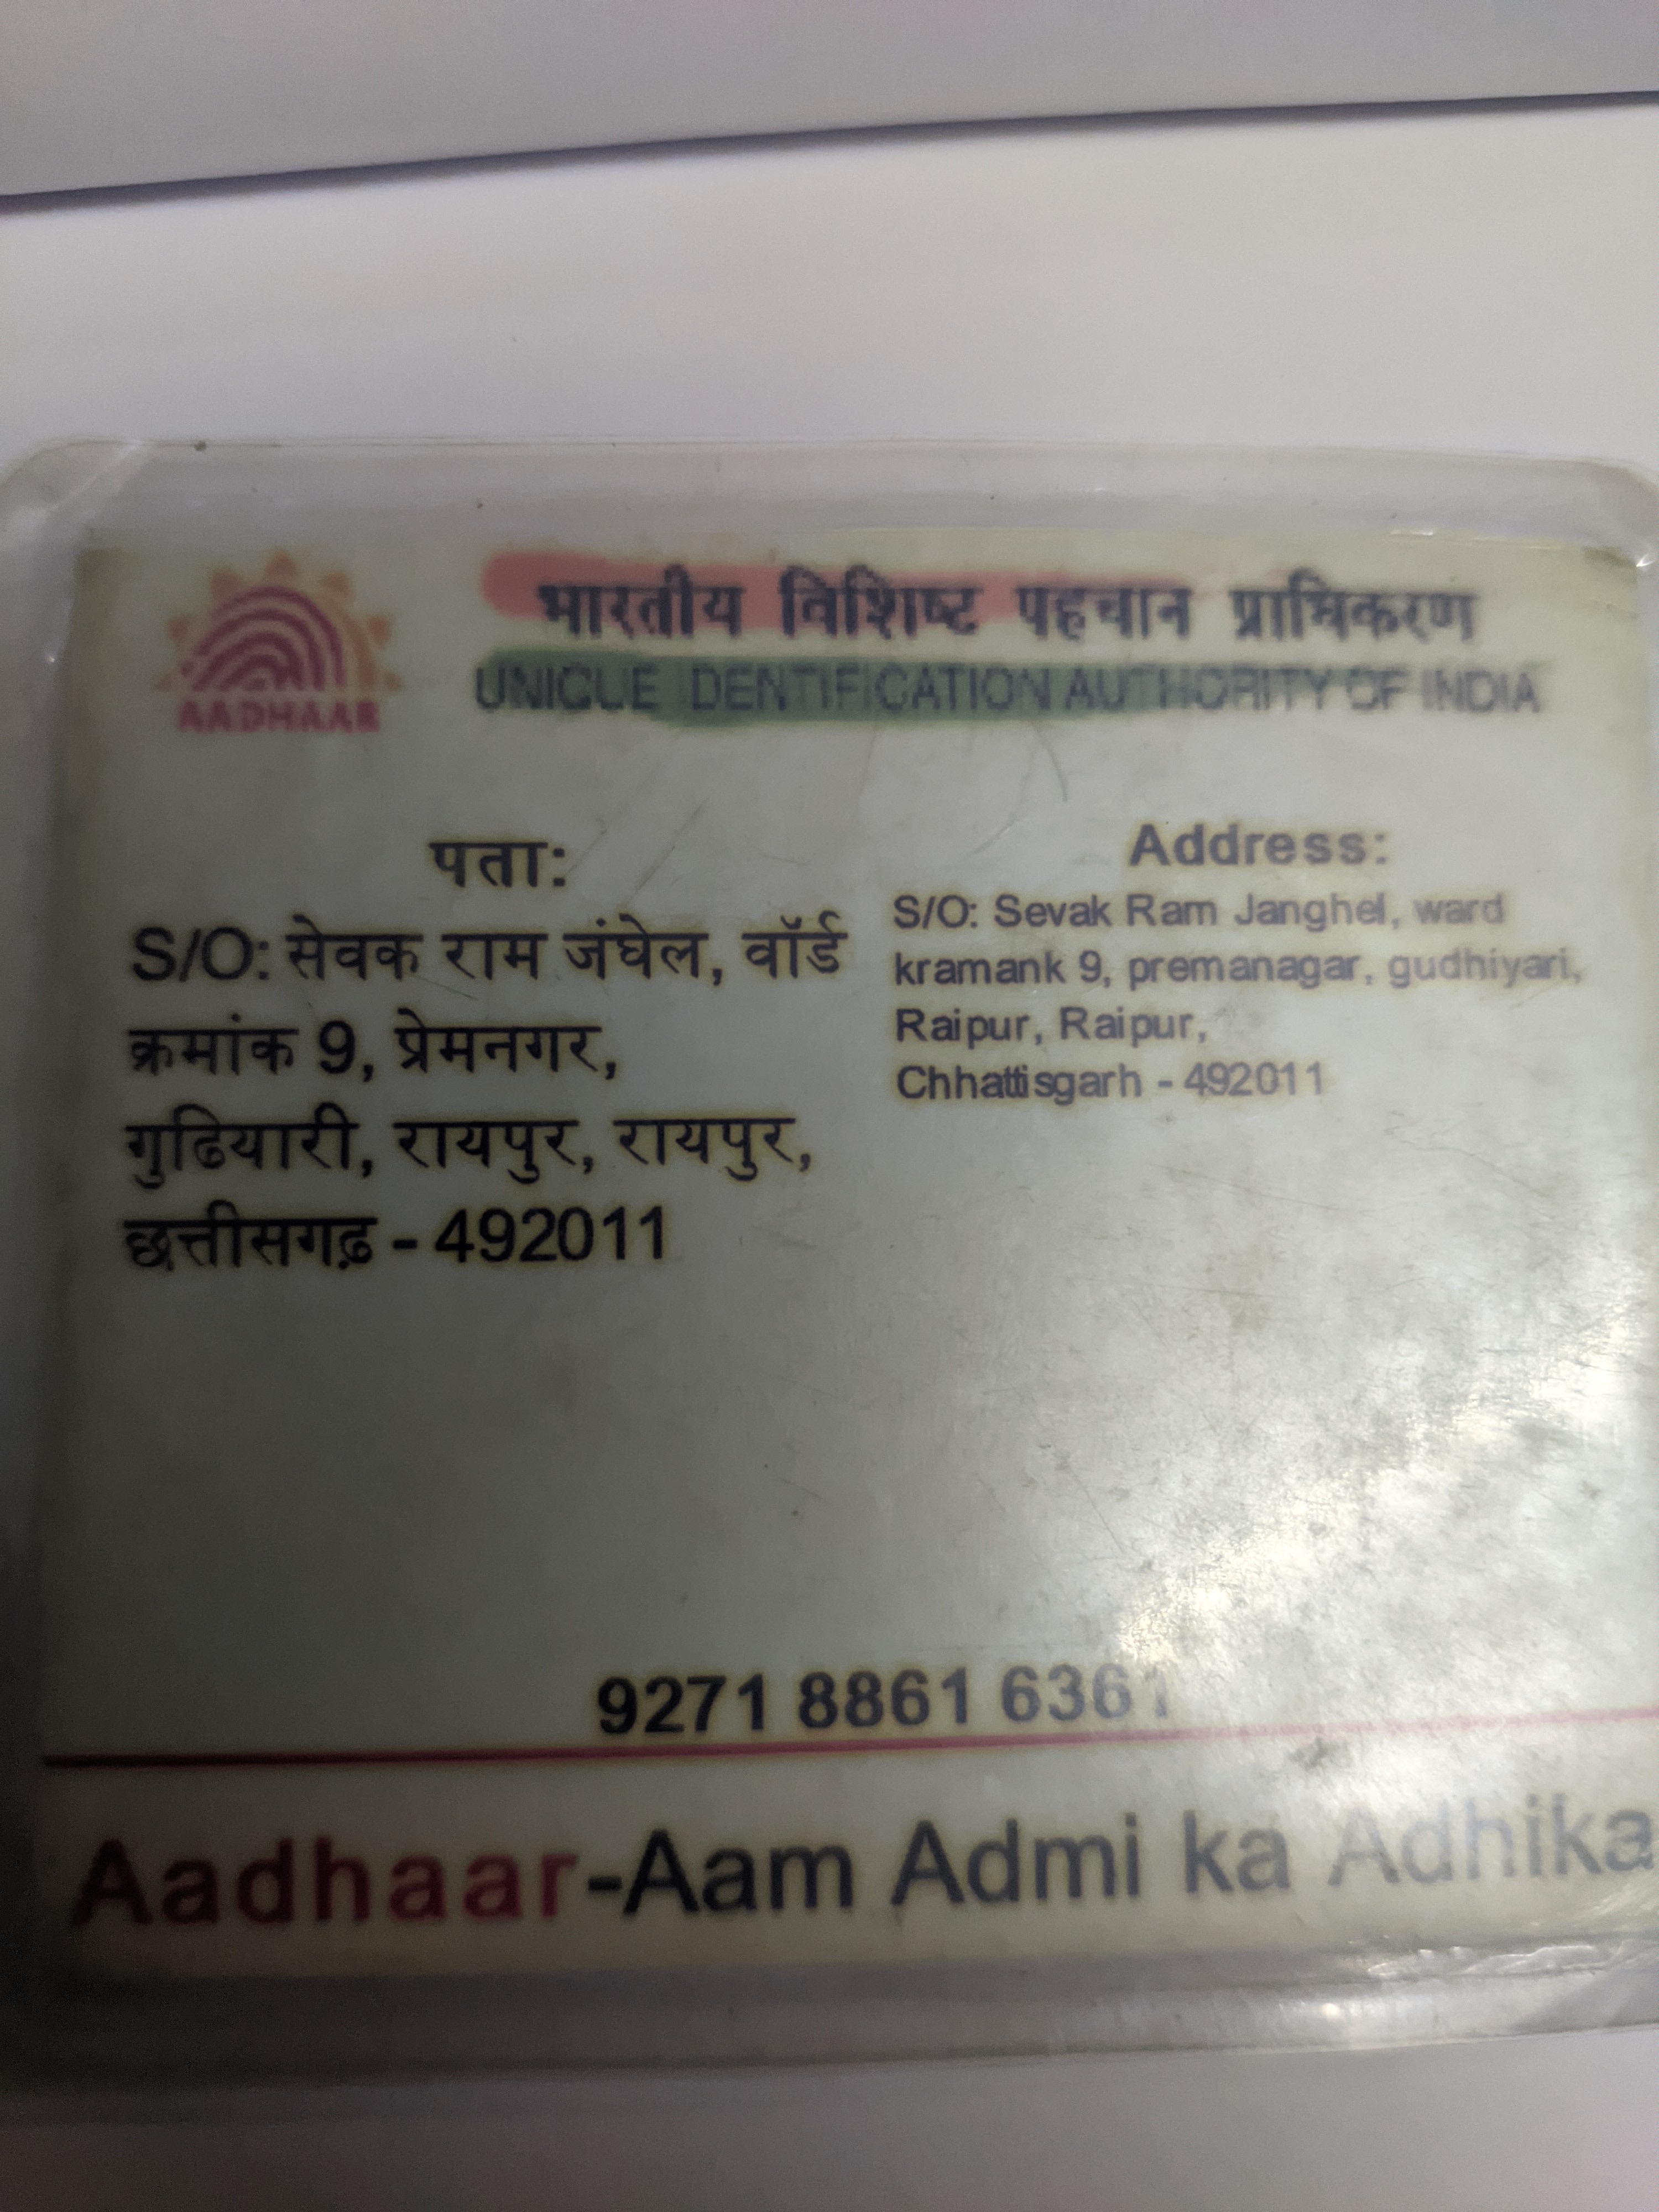 भारतीय विशिष्ट पहचान प्राधिकरण
UNIQUE IDENTIFICATION AUTHORITY OF INDIA
AADHAAR
पता:
S/O: सेवक राम जंघेल, वॉर्ड
क्रमांक 9, प्रेमनगर,
गुढियारी, रायपुर, रायपुर,
छत्तीसगढ़ - 492011
Address:
S/O: Sevak Ram Janghel, ward
kramank 9, premanagar, gudhiyari,
Raipur, Raipur,
Chhattisgarh - 492011
9271 8861 6361
Aadhaar-Aam Admi ka Adhika